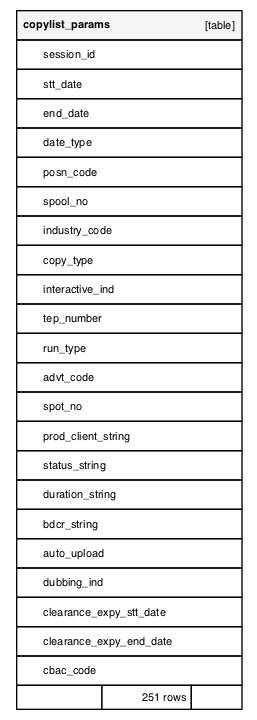 copylist_params [table]
session_id
stt_date
end_date
date_type
posn_code
spool_no
industry_code
copy_type
interactive_ind
tep_number
run_type
advt_code
spot_no
prod_client_string
status_string
duration_string
bdcr_string
auto_upload
dubbing_ind
clearance_expy_stt_date
clearance_expy_end_date
cbac_code
251 rows